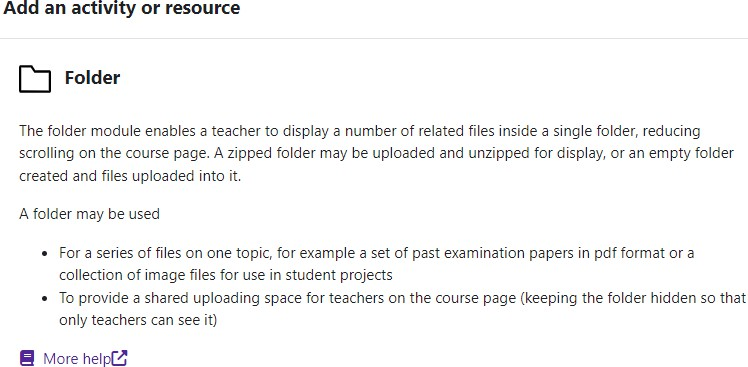 Add an activity or resource
Folder
The folder module enables a teacher to display a number of related files inside a single folder, reducing
scrolling on the course page. A zipped folder may be uploaded and unzipped for display, or an empty folder
created and files uploaded into it.
A folder may be used
• For a series of files on one topic, for example a set of past examination papers in pdf format or a
collection of image files for use in student projects
• To provide a shared uploading space for teachers on the course page (keeping the folder hidden so that
only teachers can see it)
More help